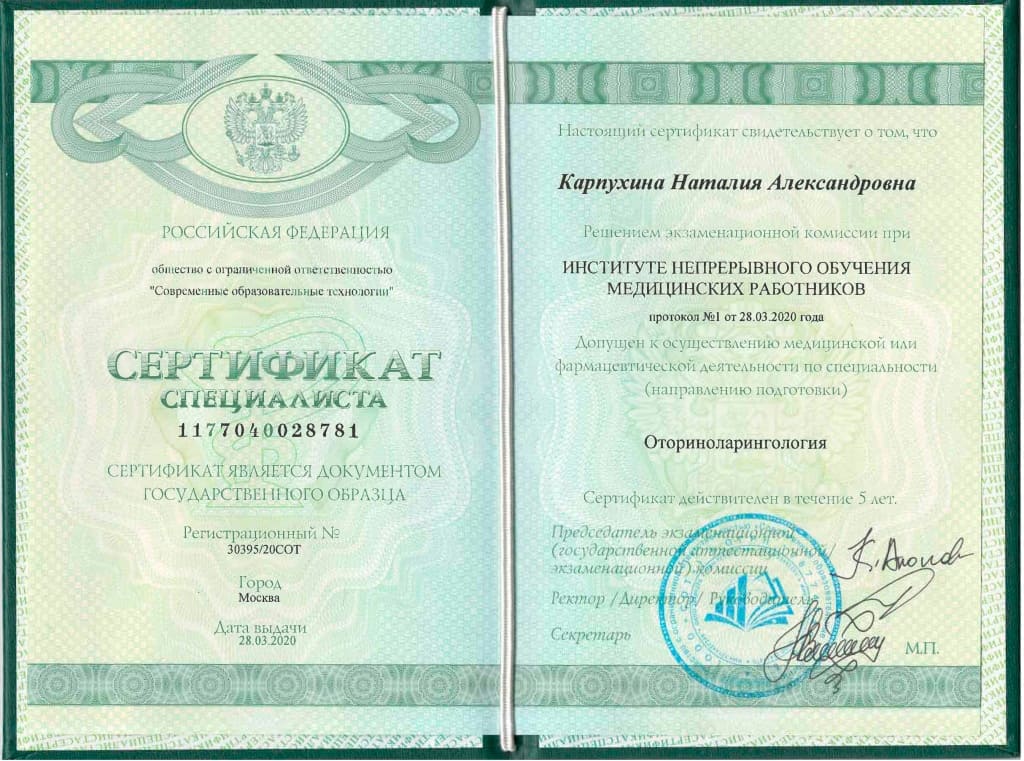 РОССИЙСКАЯ ФЕДЕРАЦИЯ
общество с ограниченной ответственностью
"Современные образовательные технологии"
СЕРТИФИКАТ
СПЕЦИАЛИСТА
1177040028781
СЕРТИФИКАТ ЯВЛЯЕТСЯ ДОКУМЕНТОМ
ГОСУДАРСТВЕННОГО ОБРАЗЦА
Регистрационный №
30395/20СОТ
Город
Москва
Дата выдачи
28.03.2020
Настоящий сертификат свидетельствует о том, что
Карпухина Наталия Александровна
Решением экзаменационной комиссии при
ИНСТИТУТЕ НЕПРЕРЫВНОГО ОБУЧЕНИЯ
МЕДИЦИНСКИХ РАБОТНИКОВ
протокол №1 от 28.03.2020 года
Допущен к осуществлению медицинской или
фармацевтической деятельности по специальности
(направлению подготовки)
Оториноларингология
Сертификат действителен в течение 5 лет.
Председатель экзаменационной
(государственной аттестационной/
экзаменационной) комиссии
Ректор /Директор/ Руководитель
Секретарь
М.П.